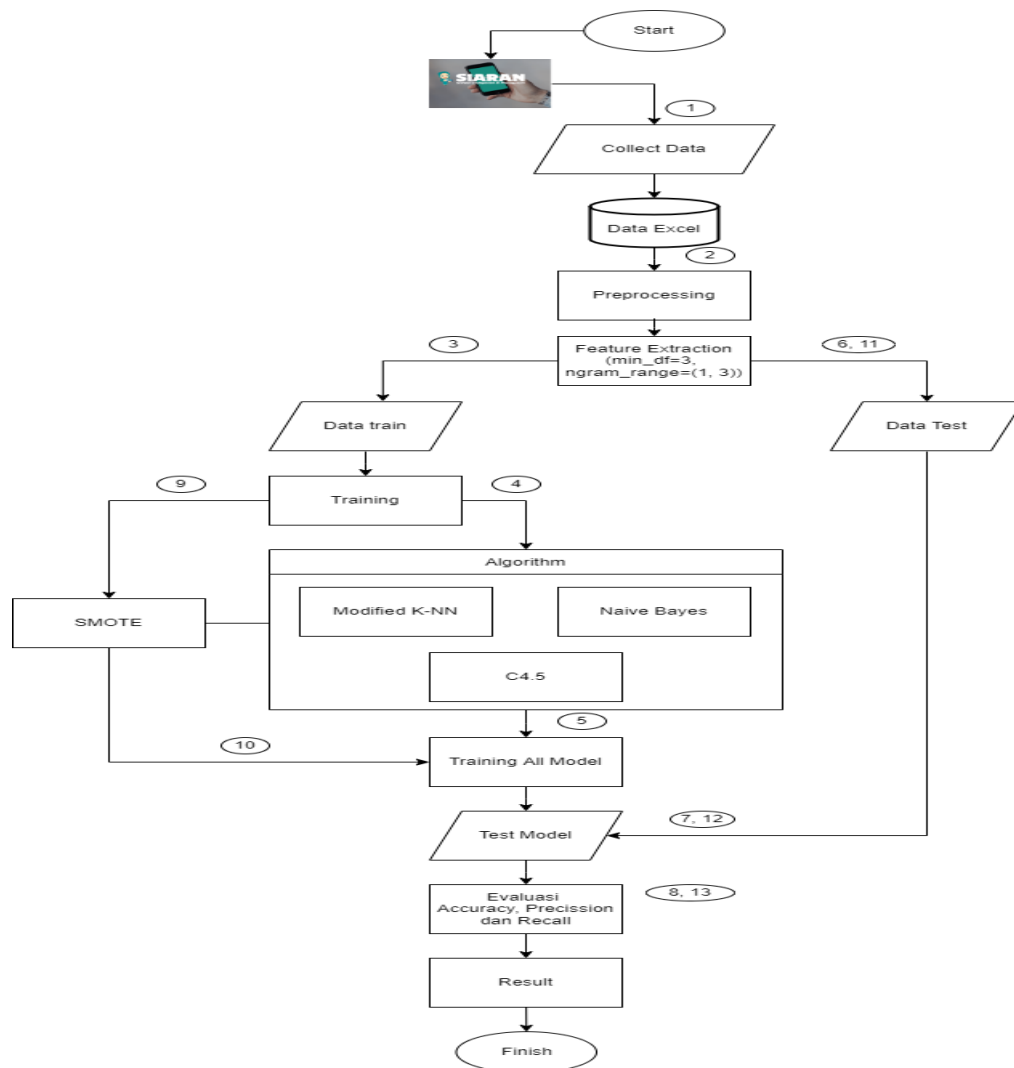 Start
SIARAN
1
Collect Data
Data Excel
2
Preprocessing
3
Feature Extraction
(min_df=3,
ngram_range=(1, 3))
6, 11
Data train
Data Test
9
4
Training
Algorithm
Modified K-NN
Naive Bayes
SMOTE
C4.5
5
10
Training All Model
7, 12
Test Model
8, 13
Evaluasi
Accuracy, Precission
dan Recall
Result
Finish